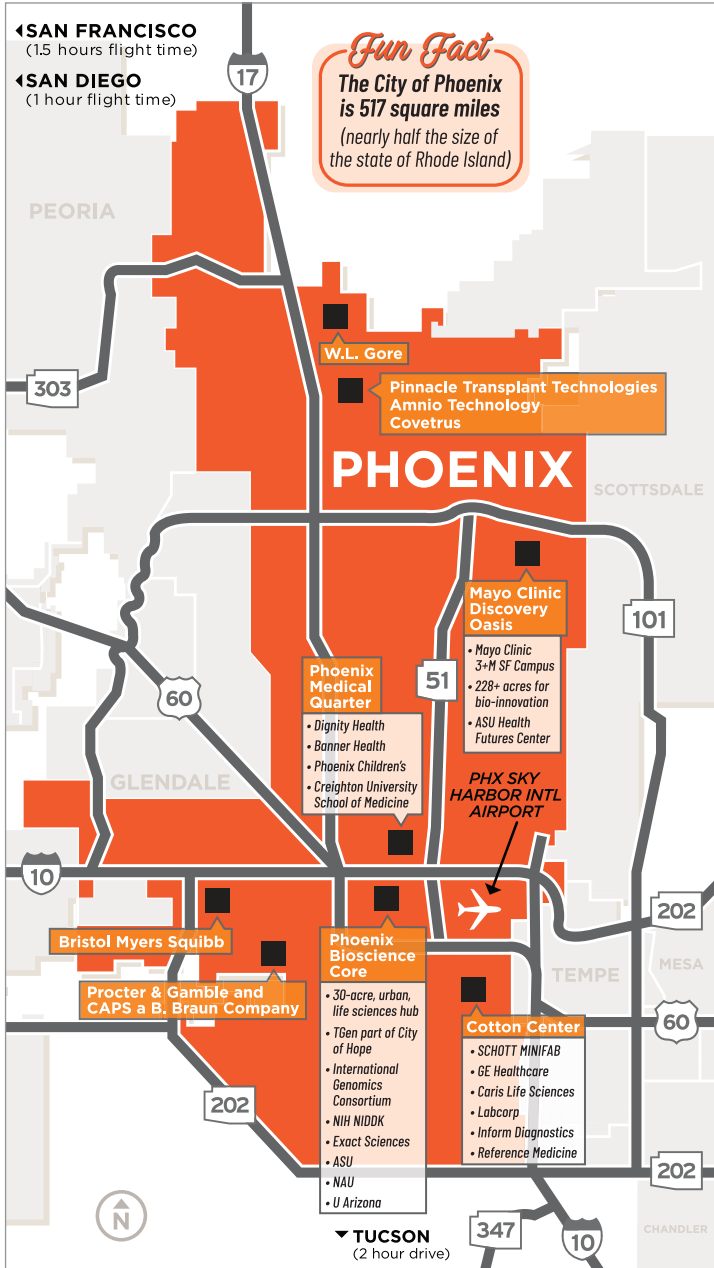 SAN FRANCISCO
(1.5 hours flight time)
SAN DIEGO
(1 hour flight time)
17
Fun Fact
The City of Phoenix
is 517 square miles
(nearly half the size of
the state of Rhode Island)
PEORIA
W.L. Gore
303
Pinnacle Transplant Technologies
Amnio Technology
Covetrus
PHOENIX
SCOTTSDALE
Mayo Clinic
Discovery
Oasis
• Mayo Clinic
3+M SF Campus
• 228+ acres for
bio-innovation
• ASU Health
Futures Center
101
51
60
Phoenix
Medical
Quarter
• Dignity Health
• Banner Health
• Phoenix Children's
• Creighton University
School of Medicine
GLENDALE
PHX SKY
HARBOR INTL
AIRPORT
10
202
Bristol Myers Squibb
Procter & Gamble and
CAPS a B. Braun Company
Phoenix
Bioscience
Core
• 30-acre, urban,
life sciences hub
• TGen part of City
of Hope
• International
Genomics
Consortium
• NIH NIDDK
• Exact Sciences
• ASU
• NAU
• U Arizona
TEMPE
MESA
60
Cotton Center
• SCHOTT MINIFAB
• GE Healthcare
• Caris Life Sciences
• Labcorp
• Inform Diagnostics
• Reference Medicine
202
202
N
347
10
CHANDLER
TUCSON
(2 hour drive)